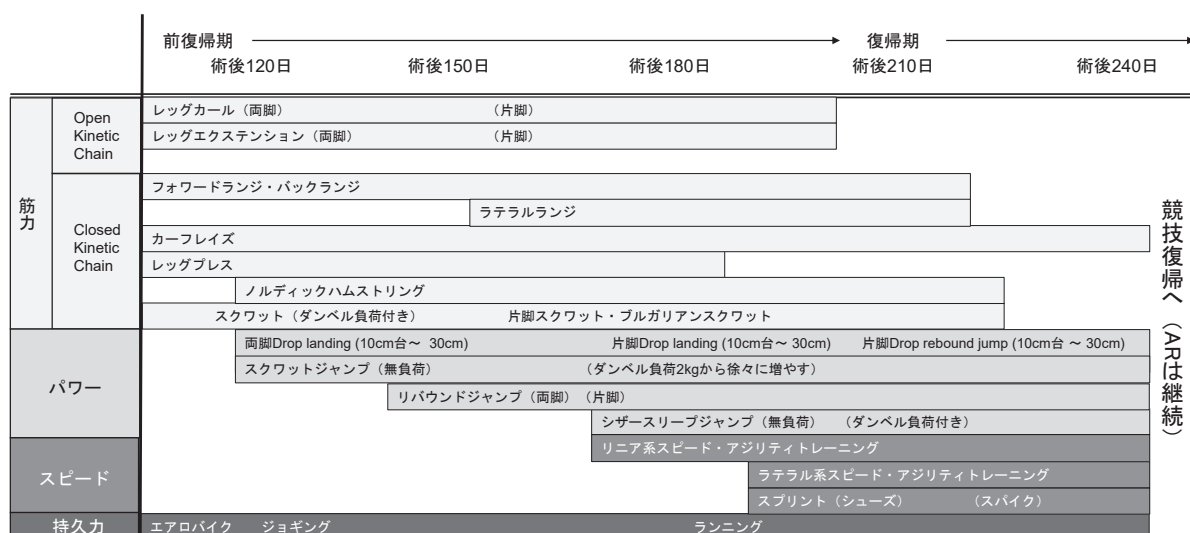 前復帰期 復帰期
術後120日 術後150日 術後180日 術後210日 術後240日
筋力
Open
Kinetic
Chain
レッグカール（両脚） （片脚）
レッグエクステンション（両脚） （片脚）
Closed
Kinetic
Chain
フォワードランジ・バックランジ
ラテラルランジ
カーフレイズ
レッグプレス
ノルディックハムストリング
スクワット（ダンベル負荷付き） 片脚スクワット・ブルガリアンスクワット
パワー
両脚Drop landing (10cm台～ 30cm) 片脚Drop landing (10cm台～ 30cm) 片脚Drop rebound jump (10cm台 ～ 30cm)
スクワットジャンプ（無負荷） （ダンベル負荷2kgから徐々に増やす）
リバウンドジャンプ（両脚）（片脚）
シザースリープジャンプ（無負荷） （ダンベル負荷付き）
スピード
リニア系スピード・アジリティトレーニング
ラテラル系スピード・アジリティトレーニング
スプリント（シューズ） （スパイク）
持久力
エアロバイク ジョギング ランニング
競技復帰へ（ARは継続）